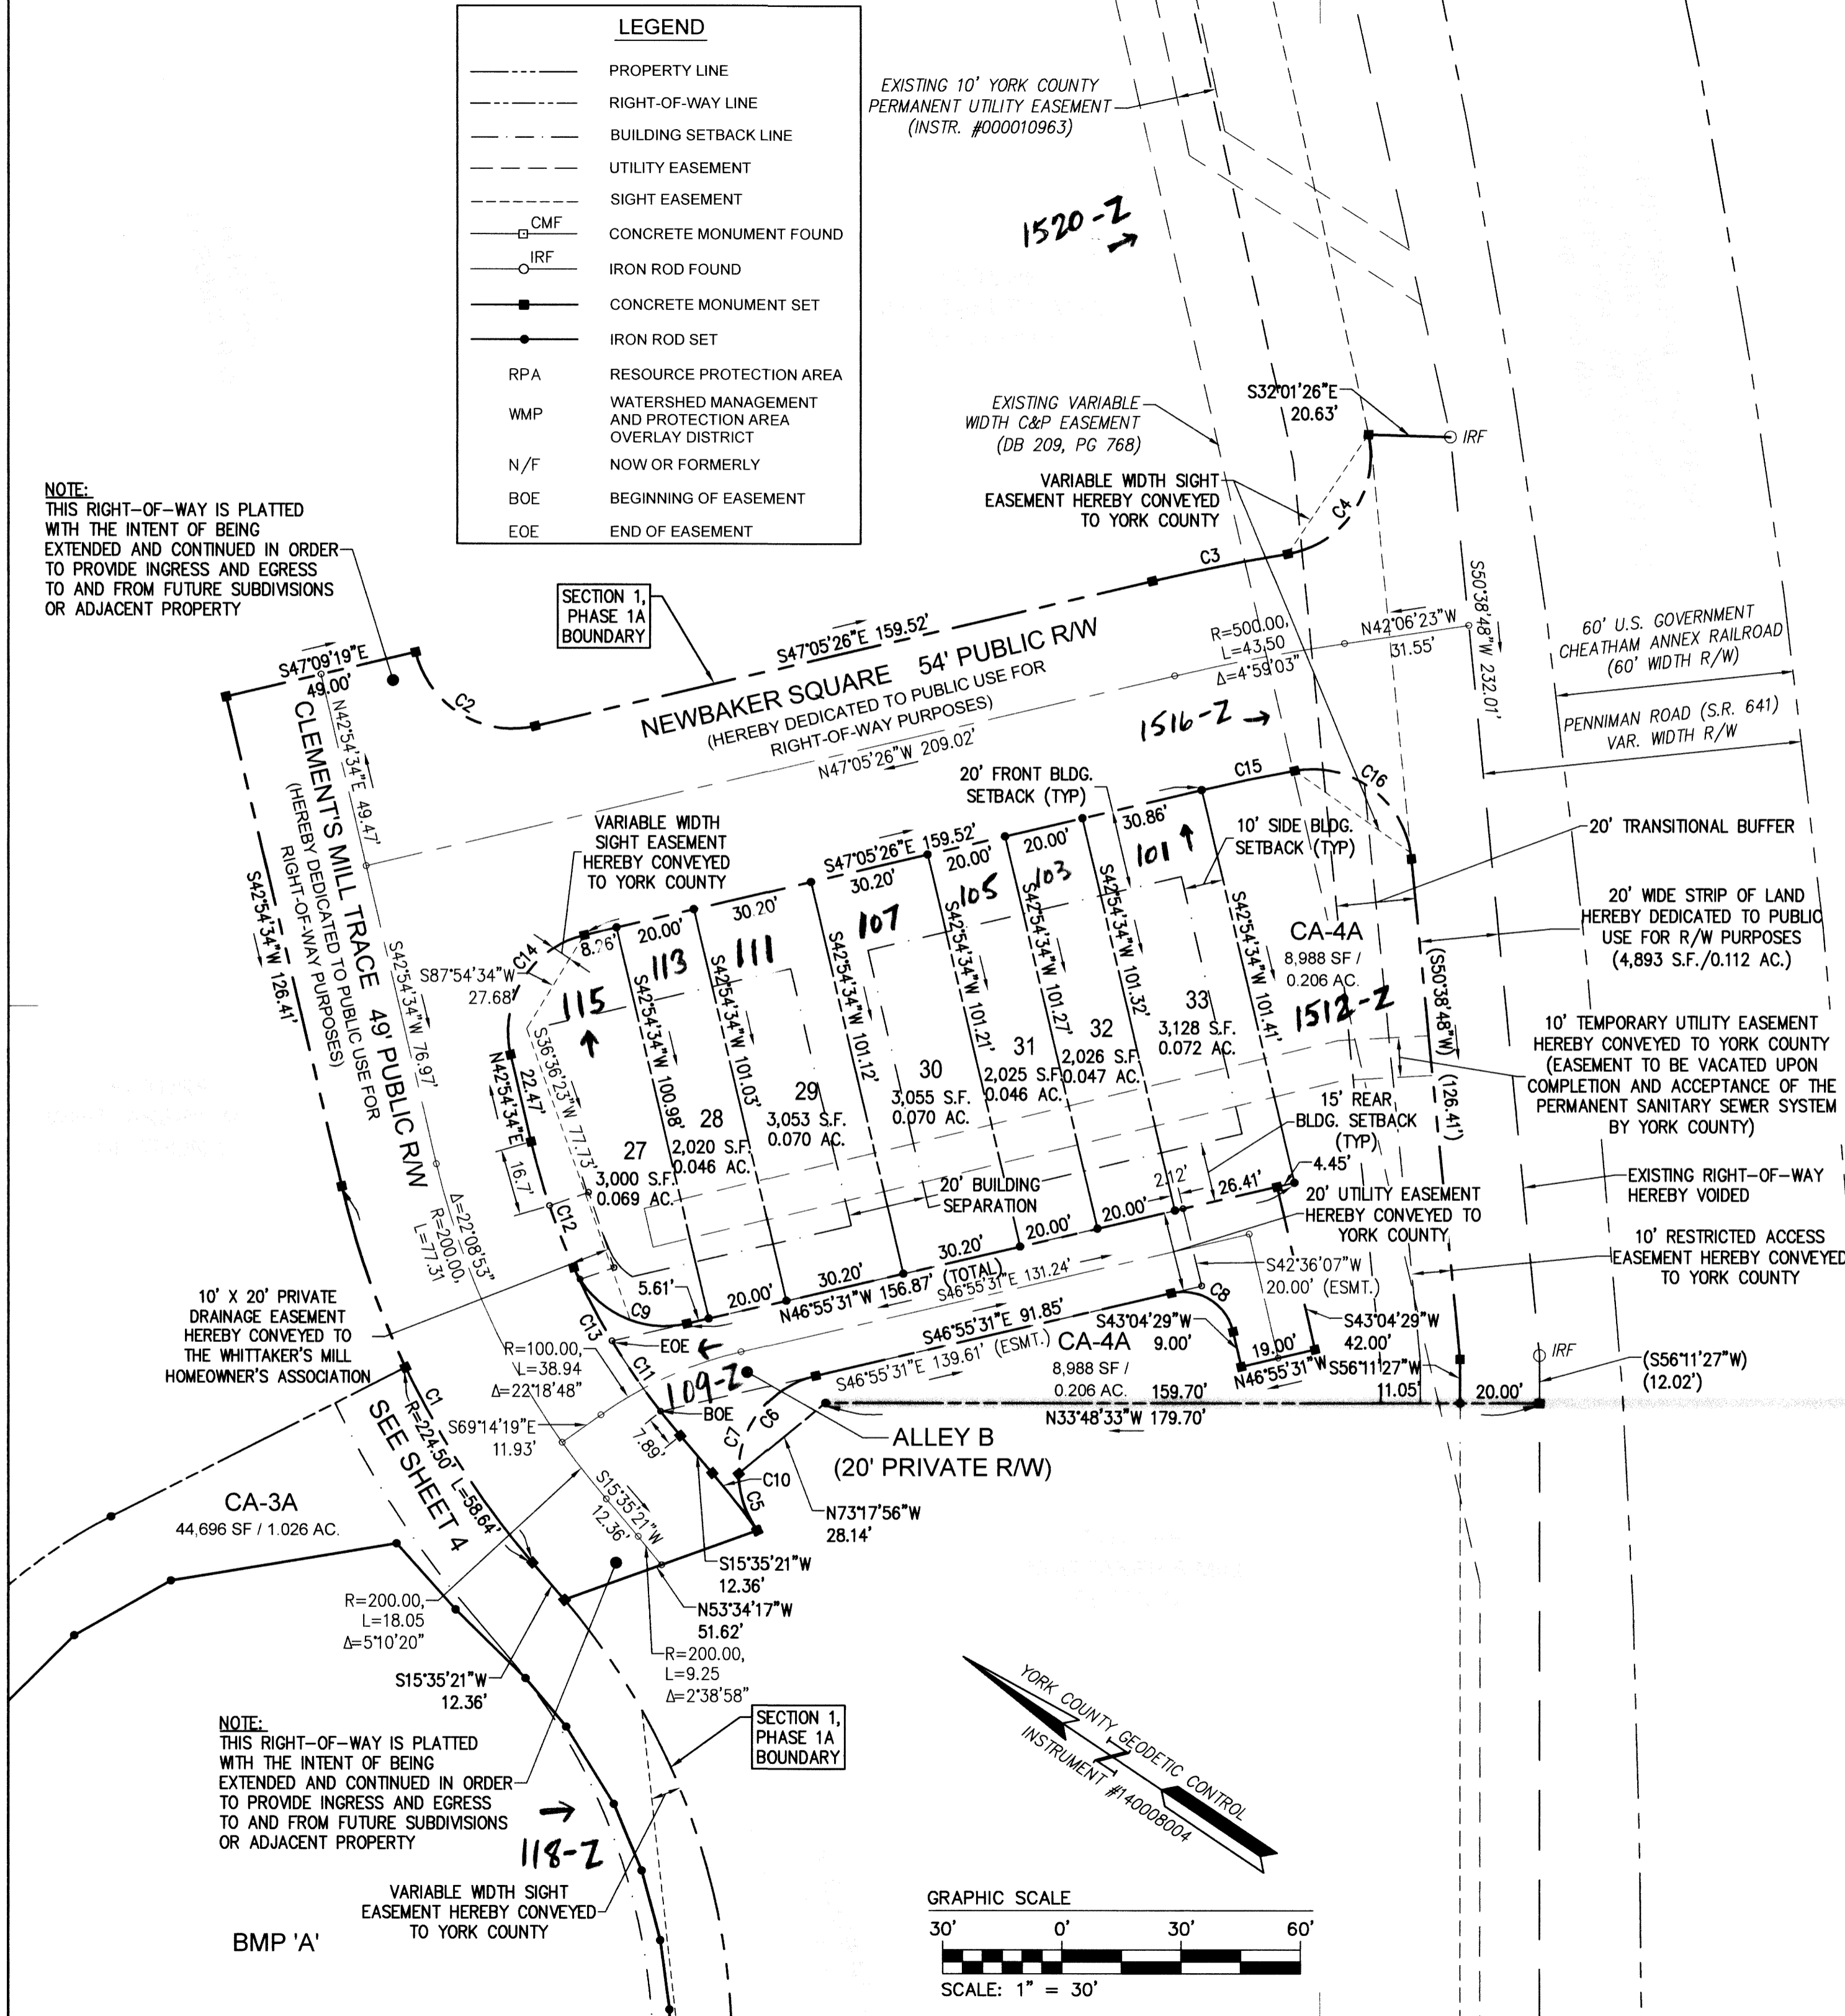 LEGEND
PROPERTY LINE
RIGHT-OF-WAY LINE
BUILDING SETBACK LINE
UTILITY EASEMENT
SIGHT EASEMENT
CMF
CONCRETE MONUMENT FOUND
IRF
IRON ROD FOUND
CONCRETE MONUMENT SET
IRON ROD SET
RPA
RESOURCE PROTECTION AREA
WMP
WATERSHED MANAGEMENT
AND PROTECTION AREA
OVERLAY DISTRICT
N/F
NOW OR FORMERLY
BOE
BEGINNING OF EASEMENT
EOE
END OF EASEMENT
EXISTING 10' YORK COUNTY
PERMANENT UTILITY EASEMENT
(INSTR. #000010963)
1520-Z
EXISTING VARIABLE
WIDTH C&P EASEMENT
(DB 209, PG 768)
S32°01'26"E
20.63'
IRF
VARIABLE WIDTH SIGHT
EASEMENT HEREBY CONVEYED
TO YORK COUNTY
C4
C3
NOTE:
THIS RIGHT-OF-WAY IS PLATTED
WITH THE INTENT OF BEING
EXTENDED AND CONTINUED IN ORDER
TO PROVIDE INGRESS AND EGRESS
TO AND FROM FUTURE SUBDIVISIONS
OR ADJACENT PROPERTY
SECTION 1,
PHASE 1A
BOUNDARY
S47°05'26"E 159.52'
S47°09'19"E
49.00'
C2
NEWBAKER SQUARE 54' PUBLIC R/W
(HEREBY DEDICATED TO PUBLIC USE FOR
RIGHT-OF-WAY PURPOSES)
N47°05'26"W 209.02'
R=500.00,
L=43.50
Δ=4°59'03"
N42°06'23"W
31.55'
S50°38'48"W 232.01'
60' U.S. GOVERNMENT
CHEATHAM ANNEX RAILROAD
(60' WIDTH R/W)
PENNIMAN ROAD (S.R. 641)
VAR. WIDTH R/W
1516-Z
CLEMENT'S MILL TRACE 49' PUBLIC R/W
(HEREBY DEDICATED TO PUBLIC USE FOR
RIGHT-OF-WAY PURPOSES)
N42°54'34"E 49.47'
S42°54'34"W 126.41'
S42°54'34"W 76.97'
VARIABLE WIDTH
SIGHT EASEMENT
HEREBY CONVEYED
TO YORK COUNTY
20' FRONT BLDG.
SETBACK (TYP)
10' SIDE BLDG.
SETBACK (TYP)
C15
C16
20' TRANSITIONAL BUFFER
20' WIDE STRIP OF LAND
HEREBY DEDICATED TO PUBLIC
USE FOR R/W PURPOSES
(4,893 S.F./0.112 AC.)
10' TEMPORARY UTILITY EASEMENT
HEREBY CONVEYED TO YORK COUNTY
(EASEMENT TO BE VACATED UPON
COMPLETION AND ACCEPTANCE OF THE
PERMANENT SANITARY SEWER SYSTEM
BY YORK COUNTY)
S47°05'26"E 159.52'
8.26'
20.00'
30.20'
30.20'
20.00'
20.00'
30.86'
115
113
111
107
105
103
101
C14
S87°54'34"W
27.68'
S36°36'23"W 77.73'
N42°54'34"E
22.47'
16.7'
C12
S42°54'34"W 100.98'
S42°54'34"W 101.03'
S42°54'34"W 101.12'
S42°54'34"W 101.21'
S42°54'34"W 101.27'
S42°54'34"W 101.32'
S42°54'34"W 101.41'
27
3,000 S.F.
0.069 AC.
28
2,020 S.F.
0.046 AC.
29
3,053 S.F.
0.070 AC.
30
3,055 S.F.
0.070 AC.
31
2,025 S.F.
0.046 AC.
32
2,026 S.F.
0.047 AC.
33
3,128 S.F.
0.072 AC.
CA-4A
8,988 SF /
0.206 AC.
1512-Z
(S50°38'48"W)
(126.41')
15' REAR
BLDG. SETBACK
(TYP)
20' BUILDING
SEPARATION
2.12'
26.41'
4.45'
20' UTILITY EASEMENT
HEREBY CONVEYED TO
YORK COUNTY
EXISTING RIGHT-OF-WAY
HEREBY VOIDED
10' RESTRICTED ACCESS
EASEMENT HEREBY CONVEYED
TO YORK COUNTY
Δ=22°08'53"
R=200.00,
L=77.31
5.61'
20.00'
30.20'
30.20'
20.00'
20.00'
N46°55'31"W 156.87' (TOTAL)
S46°55'31"E 131.24'
S46°55'31"E 91.85'
S46°55'31"E 139.61' (ESMT.)
S42°36'07"W
20.00' (ESMT.)
C8
C9
C13
C11
EOE
10' X 20' PRIVATE
DRAINAGE EASEMENT
HEREBY CONVEYED TO
THE WHITTAKER'S MILL
HOMEOWNER'S ASSOCIATION
R=100.00,
L=38.94
Δ=22°18'48"
109-Z
CA-4A
8,988 SF /
0.206 AC.
S43°04'29"W
9.00'
19.00'
N46°55'31"W
S43°04'29"W
42.00'
S56°11'27"W
11.05'
20.00'
IRF
(S56°11'27"W)
(12.02')
159.70'
N33°48'33"W 179.70'
BOE
7.89'
C6
C7
ALLEY B
(20' PRIVATE R/W)
C10
C5
N73°17'56"W
28.14'
S69°14'19"E
11.93'
C1
R=224.50' L=58.64'
SEE SHEET 4
CA-3A
44,696 SF / 1.026 AC.
S15°35'21"W
12.36'
S15°35'21"W
12.36'
N53°34'17"W
51.62'
R=200.00,
L=9.25
Δ=2°38'58"
R=200.00,
L=18.05
Δ=5°10'20"
S15°35'21"W
12.36'
SECTION 1,
PHASE 1A
BOUNDARY
NOTE:
THIS RIGHT-OF-WAY IS PLATTED
WITH THE INTENT OF BEING
EXTENDED AND CONTINUED IN ORDER
TO PROVIDE INGRESS AND EGRESS
TO AND FROM FUTURE SUBDIVISIONS
OR ADJACENT PROPERTY
118-Z
VARIABLE WIDTH SIGHT
EASEMENT HEREBY CONVEYED
TO YORK COUNTY
BMP 'A'
YORK COUNTY GEODETIC CONTROL
N
INSTRUMENT #140008004
GRAPHIC SCALE
30' 0' 30' 60'
SCALE: 1" = 30'